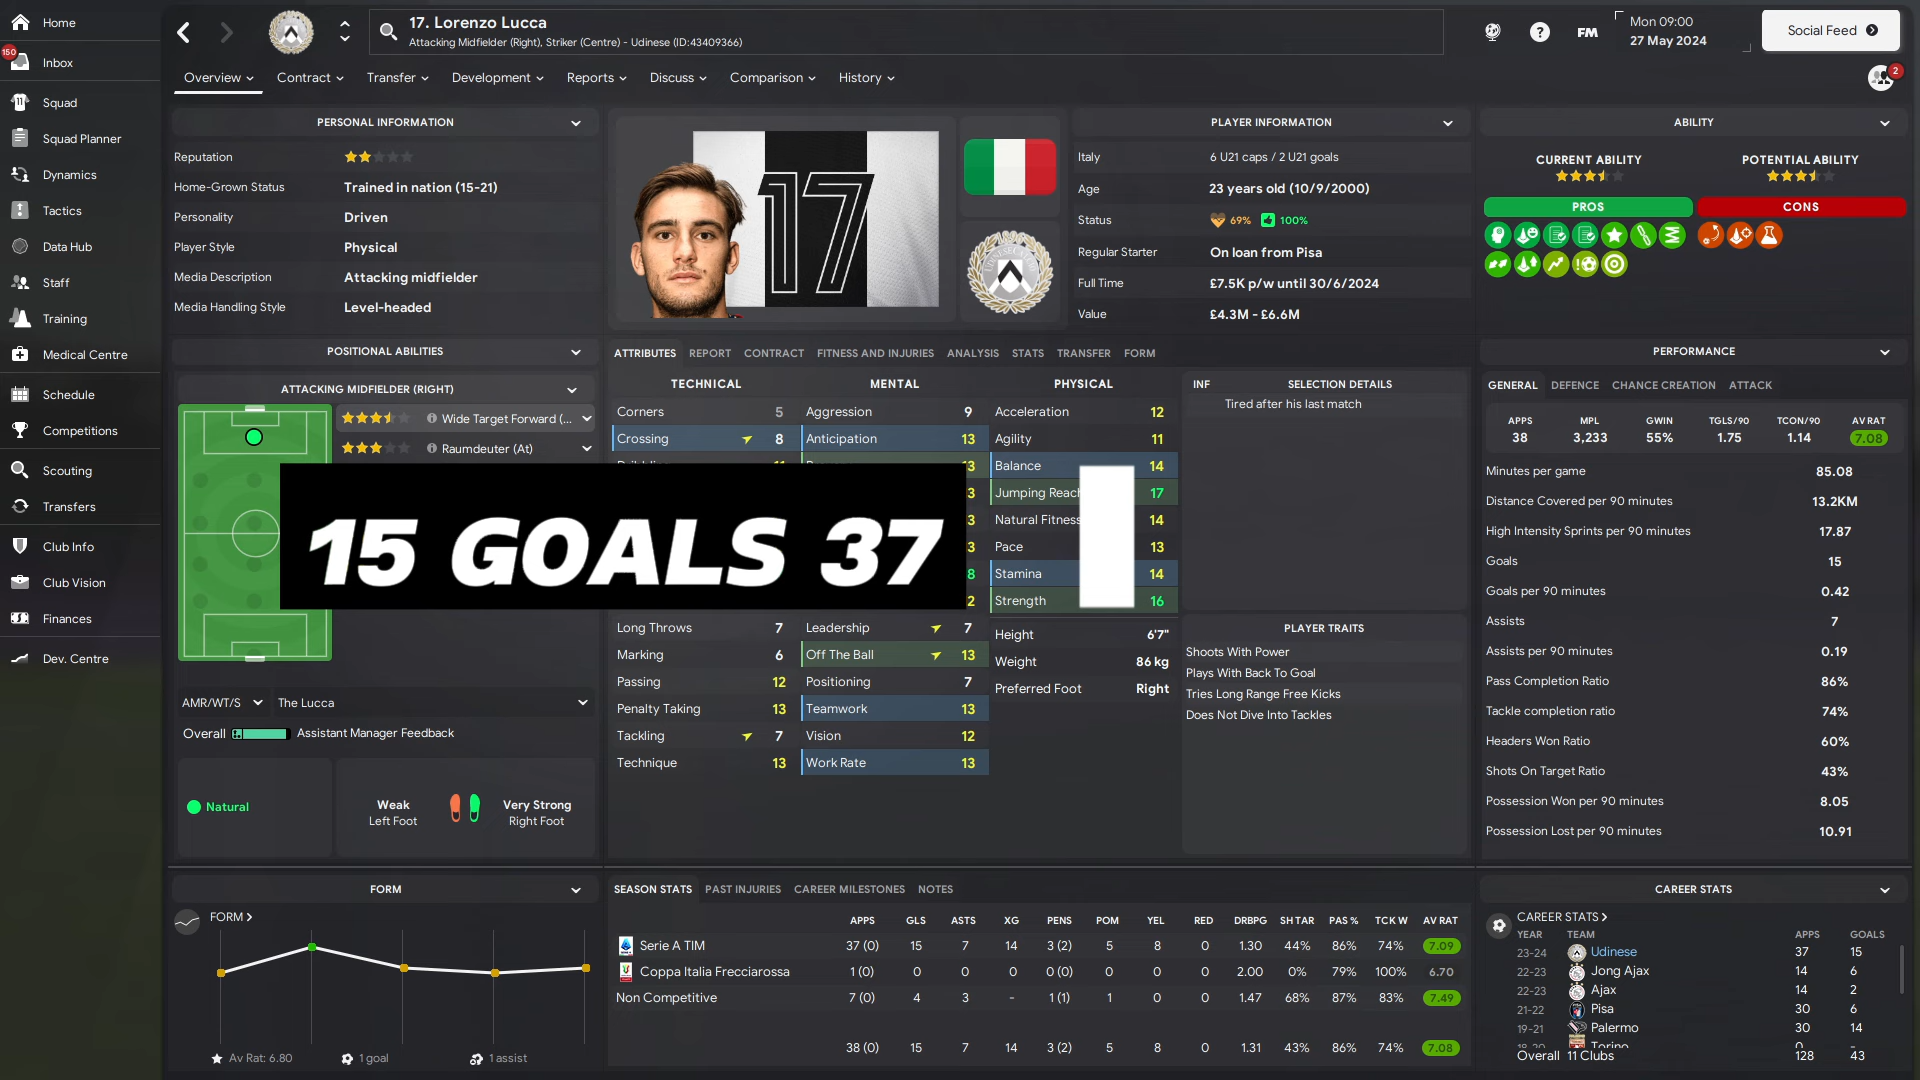 Home
17. Lorenzo Lucca
Attacking Midfielder (Right), Striker (Centre) - Udinese (ID:43409366)
FM
Mon 09:00
27 May 2024
Social Feed
150
Inbox
Overview
Contract
Transfer
Development
Reports
Discuss
Comparison
History
2
Squad
Squad Planner
Dynamics
Tactics
Data Hub
Staff
Training
Medical Centre
Schedule
Competitions
Scouting
Transfers
Club Info
Club Vision
Finances
Dev. Centre
PERSONAL INFORMATION
Reputation
Home-Grown Status Trained in nation (15-21)
Personality Driven
Player Style Physical
Media Description Attacking midfielder
Media Handling Style Level-headed
17
PLAYER INFORMATION
Italy 6 U21 caps / 2 U21 goals
Age 23 years old (10/9/2000)
Status 69% 100%
Regular Starter On loan from Pisa
Full Time £7.5K p/w until 30/6/2024
Value £4.3M - £6.6M
ABILITY
CURRENT ABILITY POTENTIAL ABILITY
PROS CONS
POSITIONAL ABILITIES
ATTACKING MIDFIELDER (RIGHT)
Wide Target Forward (...
Raumdeuter (At)
15 GOALS 37
AMR/WT/S The Lucca
Overall Assistant Manager Feedback
Natural
Weak
Left Foot
Very Strong
Right Foot
ATTRIBUTES REPORT CONTRACT FITNESS AND INJURIES ANALYSIS STATS TRANSFER FORM
TECHNICAL MENTAL PHYSICAL
Corners 5 Aggression 9 Acceleration 12
Crossing 8 Anticipation 13 Agility 11
Balance 14
Jumping Reach 17
Natural Fitness 14
Pace 13
Stamina 14
Strength 16
Long Throws 7 Leadership 7 Height 6'7"
Marking 6 Off The Ball 13 Weight 86 kg
Passing 12 Positioning 7 Preferred Foot Right
Penalty Taking 13 Teamwork 13
Tackling 7 Vision 12
Technique 13 Work Rate 13
INF SELECTION DETAILS
Tired after his last match
PLAYER TRAITS
Shoots With Power
Plays With Back To Goal
Tries Long Range Free Kicks
Does Not Dive Into Tackles
PERFORMANCE
GENERAL DEFENCE CHANCE CREATION ATTACK
APPS MPL GWIN TGLS/90 TCON/90 AV RAT
38 3,233 55% 1.75 1.14 7.08
Minutes per game 85.08
Distance Covered per 90 minutes 13.2KM
High Intensity Sprints per 90 minutes 17.87
Goals 15
Goals per 90 minutes 0.42
Assists 7
Assists per 90 minutes 0.19
Pass Completion Ratio 86%
Tackle completion ratio 74%
Headers Won Ratio 60%
Shots On Target Ratio 43%
Possession Won per 90 minutes 8.05
Possession Lost per 90 minutes 10.91
FORM
FORM
Av Rat: 6.80 1 goal 1 assist
SEASON STATS PAST INJURIES CAREER MILESTONES NOTES
APPS GLS ASTS XG PENS POM YEL RED DRBPG SH TAR PAS % TCK W AV RAT
Serie A TIM 37 (0) 15 7 14 3 (2) 5 8 0 1.30 44% 86% 74% 7.09
Coppa Italia Frecciarossa 1 (0) 0 0 0 0 (0) 0 0 0 2.00 0% 79% 100% 6.70
Non Competitive 7 (0) 4 3 - 1 (1) 1 0 0 1.47 68% 87% 83% 7.49
38 (0) 15 7 14 3 (2) 5 8 0 1.31 43% 86% 74% 7.08
CAREER STATS
CAREER STATS
YEAR TEAM APPS GOALS
23-24 Udinese 37 15
22-23 Jong Ajax 14 6
22-23 Ajax 14 2
21-22 Pisa 30 6
19-21 Palermo 30 14
Overall 11 Clubs 128 43